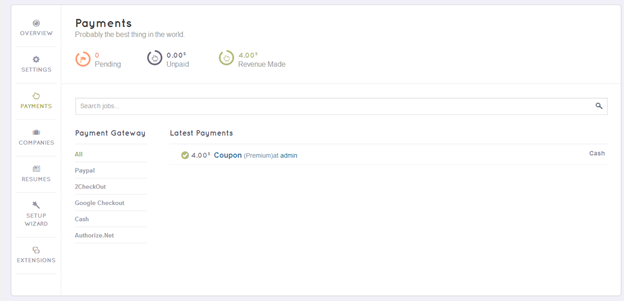 OVERVIEW
SETTINGS
PAYMENTS
COMPANIES
RESUMES
SETUP
WIZARD
EXTENSIONS
Payments
Probably the best thing in the world.
0
Pending
0.00$
Unpaid
4.00$
Revenue Made
Search jobs...
Payment Gateway
All
Paypal
2CheckOut
Google Checkout
Cash
Authorize.Net
Latest Payments
4.00$ Coupon (Premium)at admin
Cash